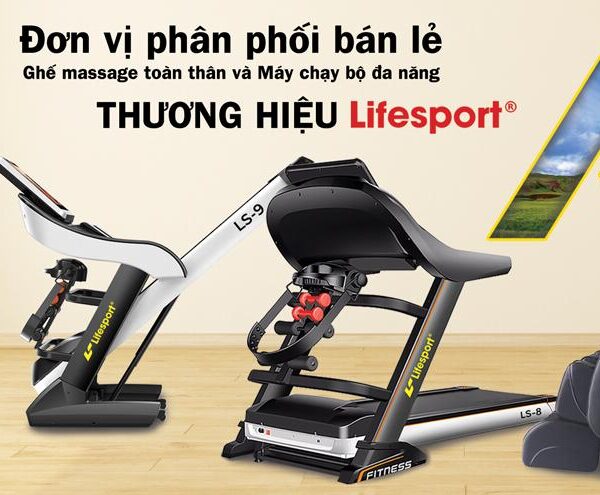 Đơn vị phân phối bán lẻ
Ghế massage toàn thân và Máy chạy bộ đa năng
THƯƠNG HIỆU Lifesport®
LS-9
Lifesport®
Lifesport®
LS-8
FITNESS